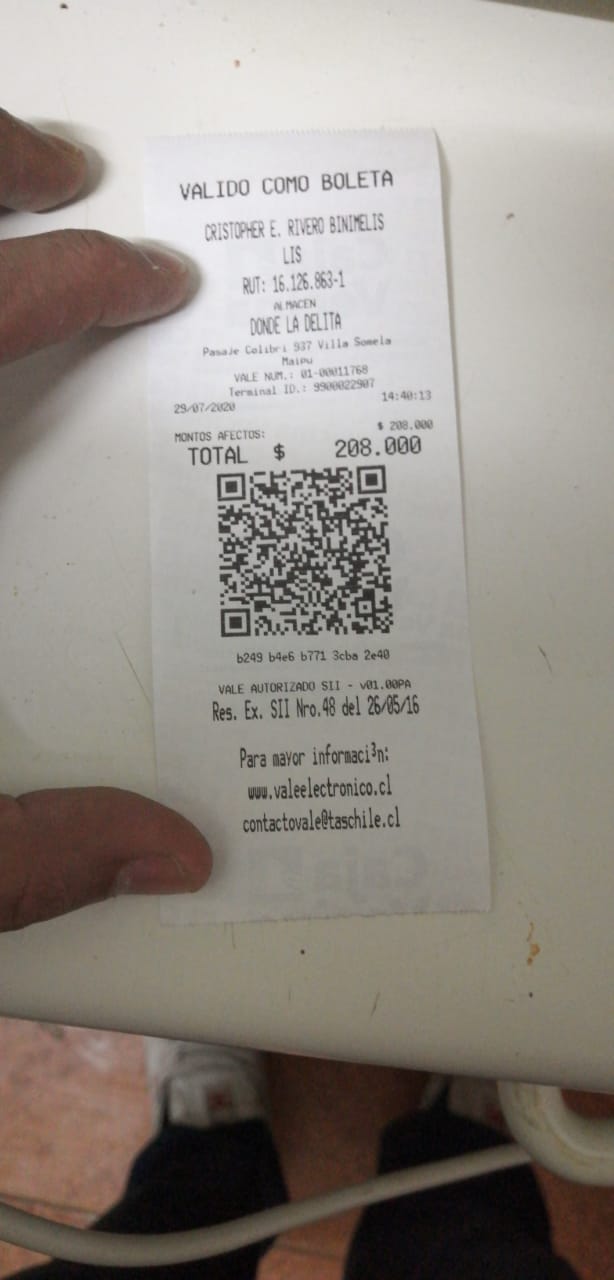 VALIDO COMO BOLETA
CRISTOPHER E. RIVERO BINIMELIS
LIS
RUT: 16.126.863-1
ALMACEN
DONDE LA DELITA
Pasaje Colibri 937 Villa Somela
Maipu
VALE NUM.: 01-00011768
Terminal ID.: 9900022907
29/07/2020 14:40:13
MONTOS AFECTOS: $ 208.000
TOTAL $ 208.000
b249 b4e6 b771 3cba 2e40
VALE AUTORIZADO SII - v01.00PA
Res. Ex. SII Nro.48 del 26/05/16
Para mayor informaci³n:
www.valeelectronico.cl
contactovale@taschile.cl